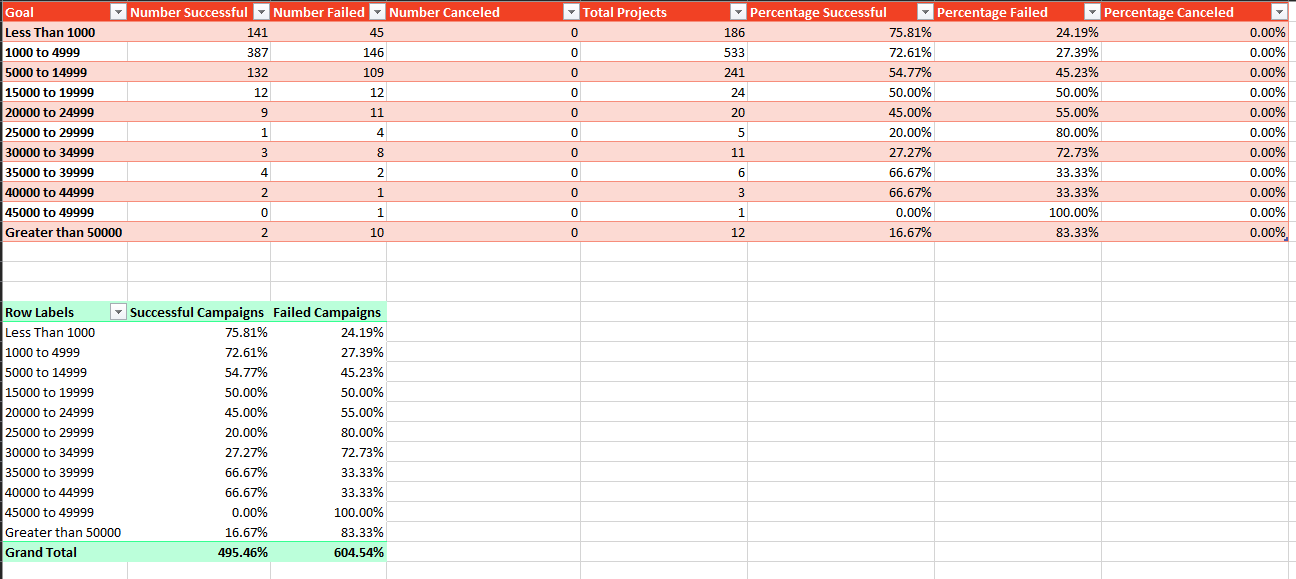 Goal Number Successful Number Failed Number Canceled Total Projects Percentage Successful Percentage Failed Percentage Canceled
Less Than 1000 141 45 0 186 75.81% 24.19% 0.00%
1000 to 4999 387 146 0 533 72.61% 27.39% 0.00%
5000 to 14999 132 109 0 241 54.77% 45.23% 0.00%
15000 to 19999 12 12 0 24 50.00% 50.00% 0.00%
20000 to 24999 9 11 0 20 45.00% 55.00% 0.00%
25000 to 29999 1 4 0 5 20.00% 80.00% 0.00%
30000 to 34999 3 8 0 11 27.27% 72.73% 0.00%
35000 to 39999 4 2 0 6 66.67% 33.33% 0.00%
40000 to 44999 2 1 0 3 66.67% 33.33% 0.00%
45000 to 49999 0 1 0 1 0.00% 100.00% 0.00%
Greater than 50000 2 10 0 12 16.67% 83.33% 0.00%
Row Labels Successful Campaigns Failed Campaigns
Less Than 1000 75.81% 24.19%
1000 to 4999 72.61% 27.39%
5000 to 14999 54.77% 45.23%
15000 to 19999 50.00% 50.00%
20000 to 24999 45.00% 55.00%
25000 to 29999 20.00% 80.00%
30000 to 34999 27.27% 72.73%
35000 to 39999 66.67% 33.33%
40000 to 44999 66.67% 33.33%
45000 to 49999 0.00% 100.00%
Greater than 50000 16.67% 83.33%
Grand Total 495.46% 604.54%